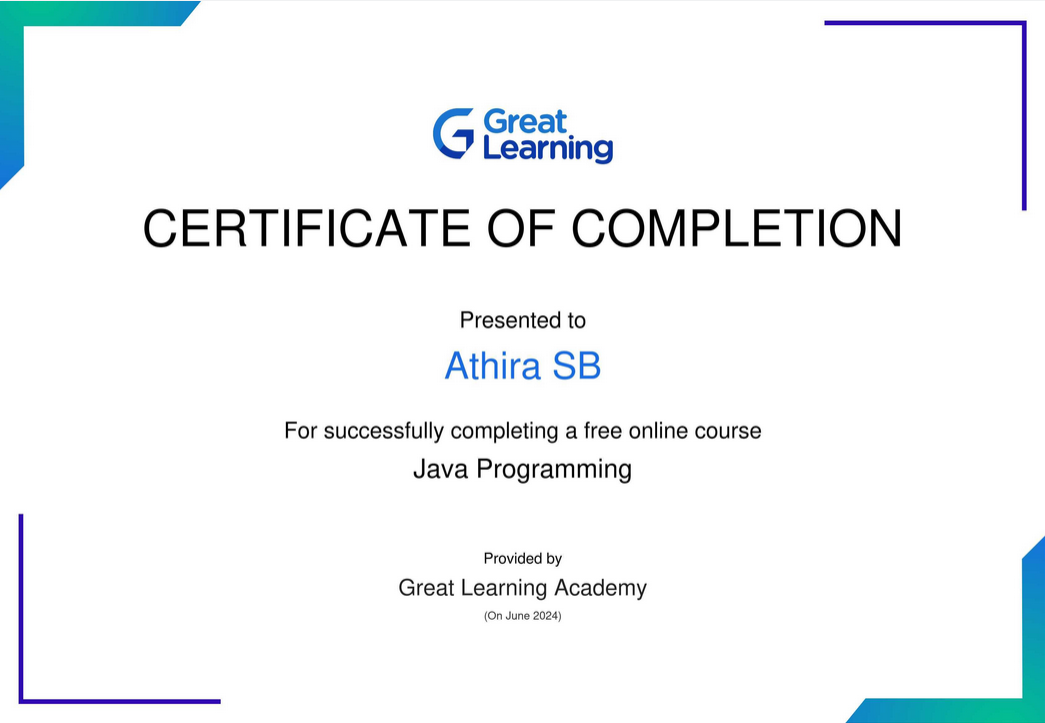 Great
Learning
CERTIFICATE OF COMPLETION
Presented to
Athira SB
For successfully completing a free online course
Java Programming
Provided by
Great Learning Academy
(On June 2024)